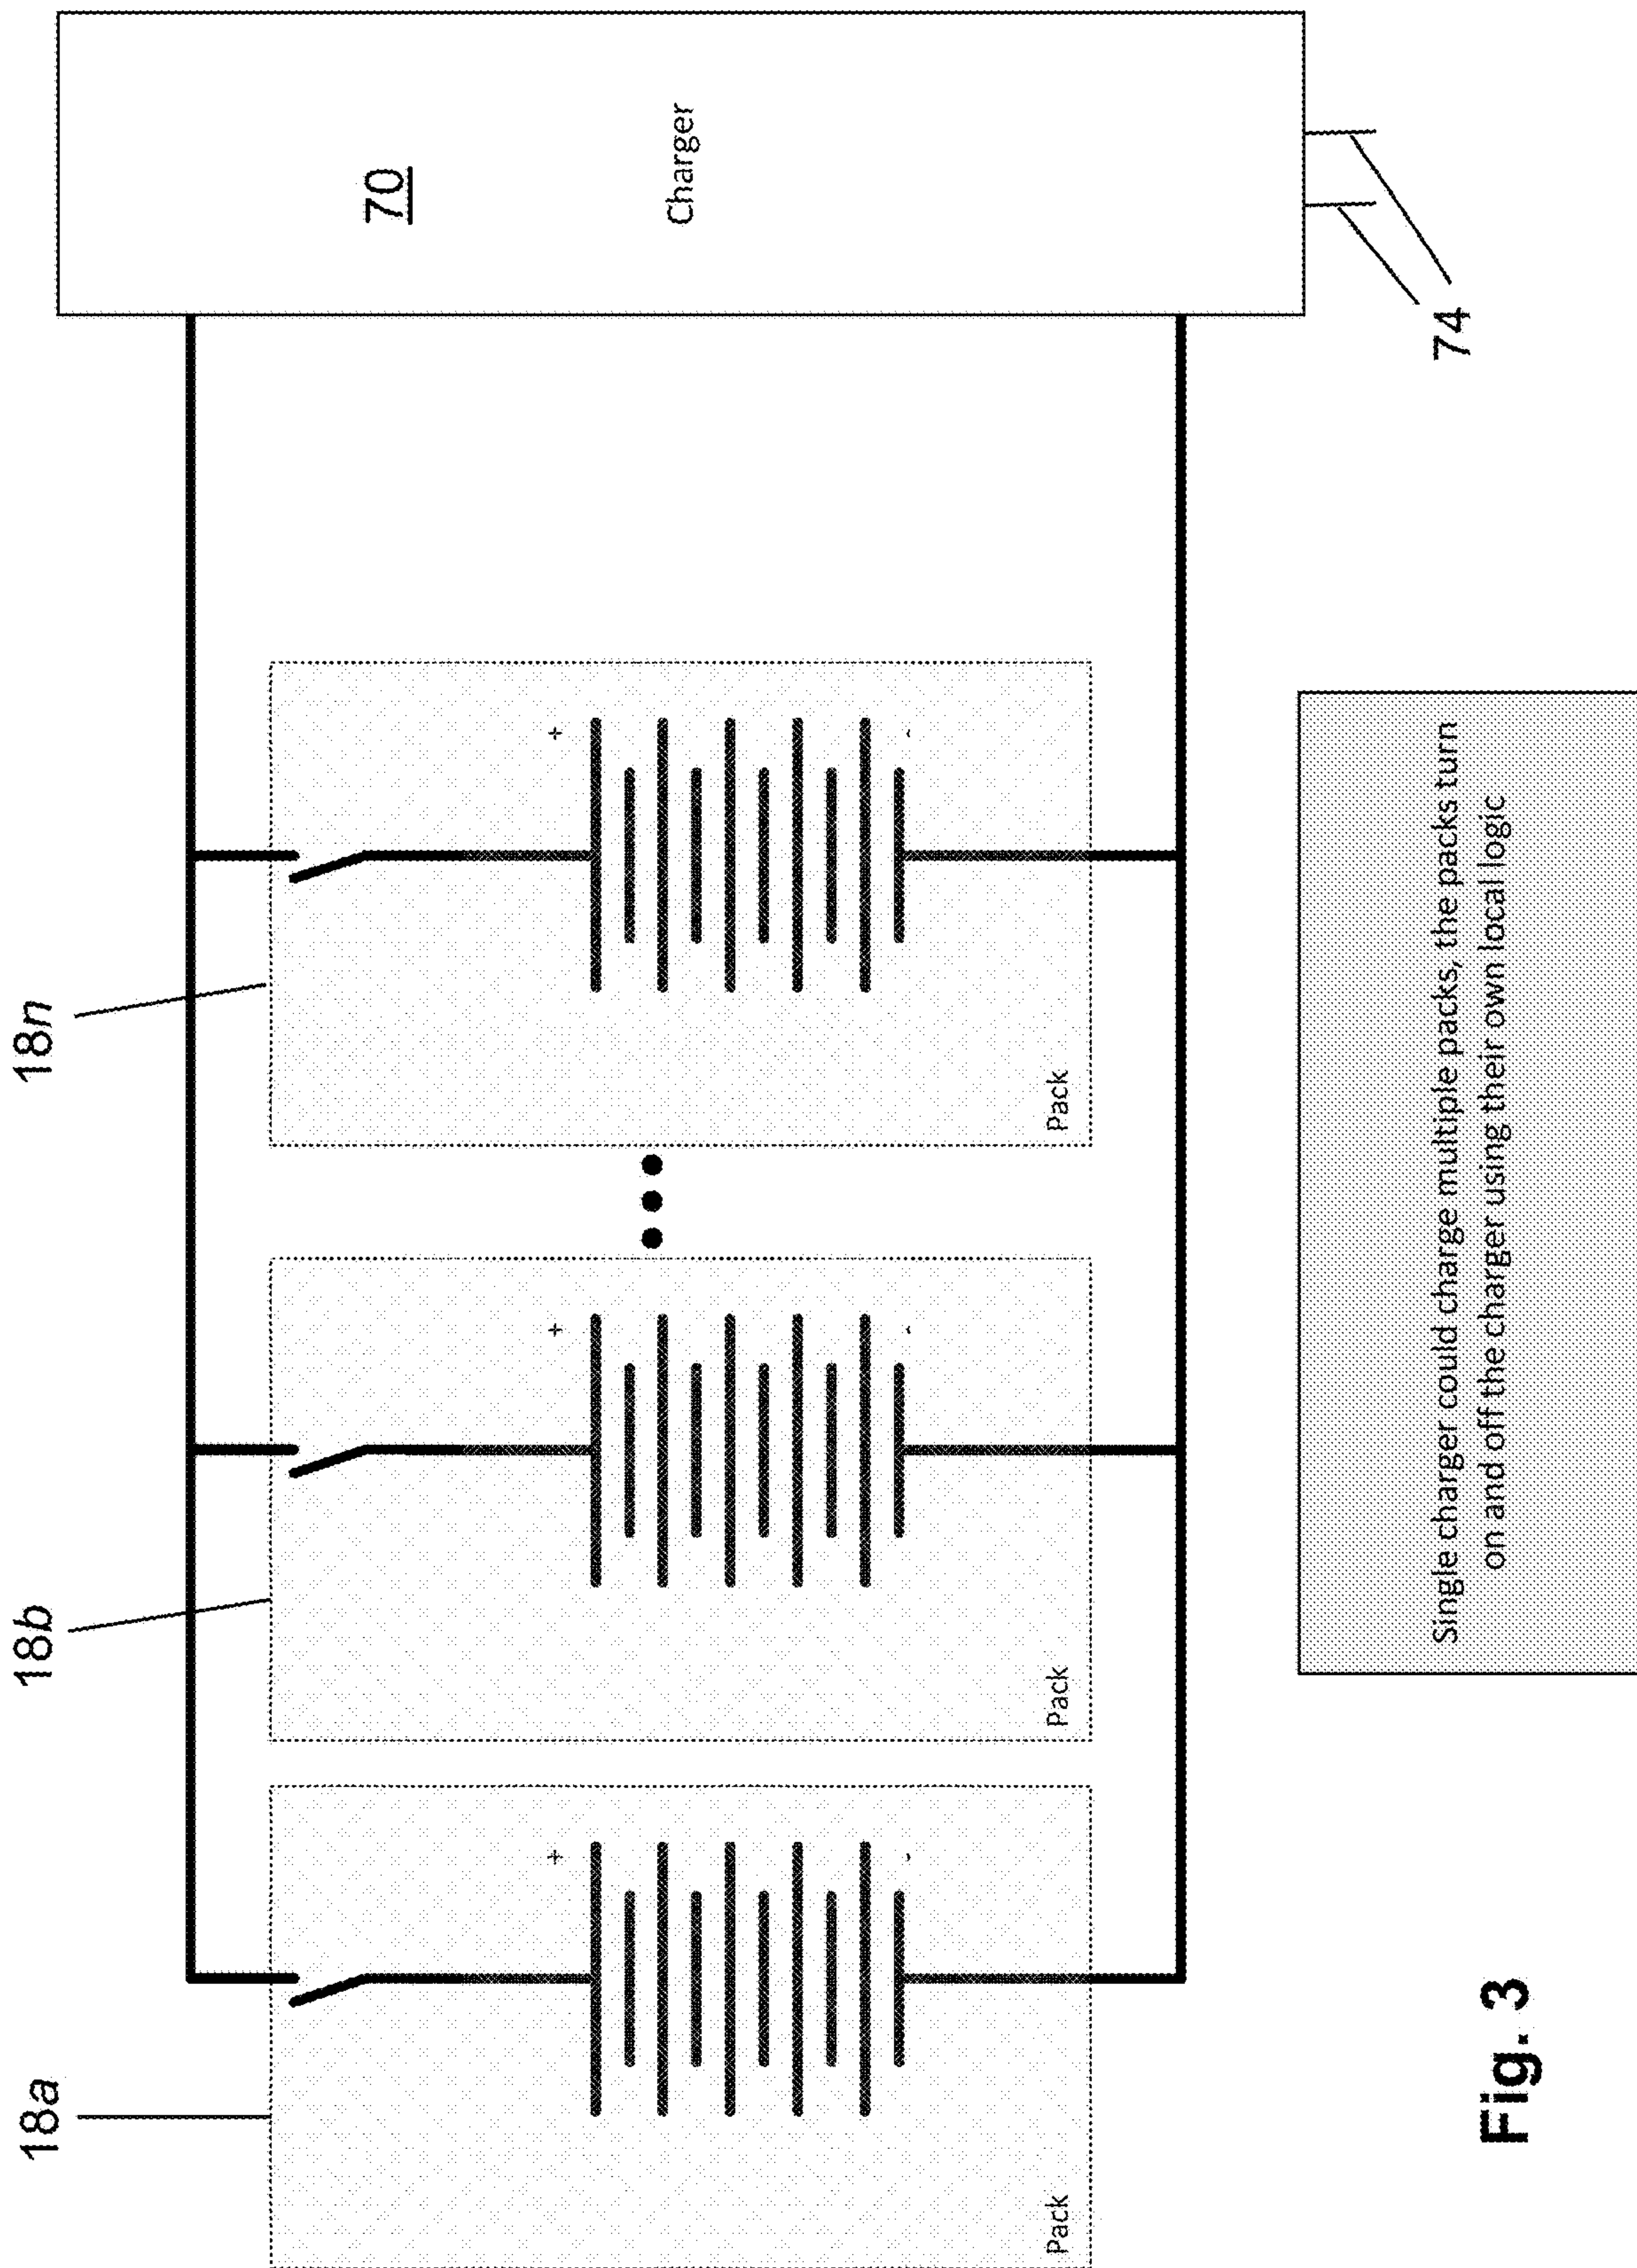 18a
18b
18n
70
Charger
+
-
+
-
+
-
Pack
Pack
Pack
74
Single charger could charge multiple packs, the packs turn
on and off the charger using their own local logic
Fig. 3